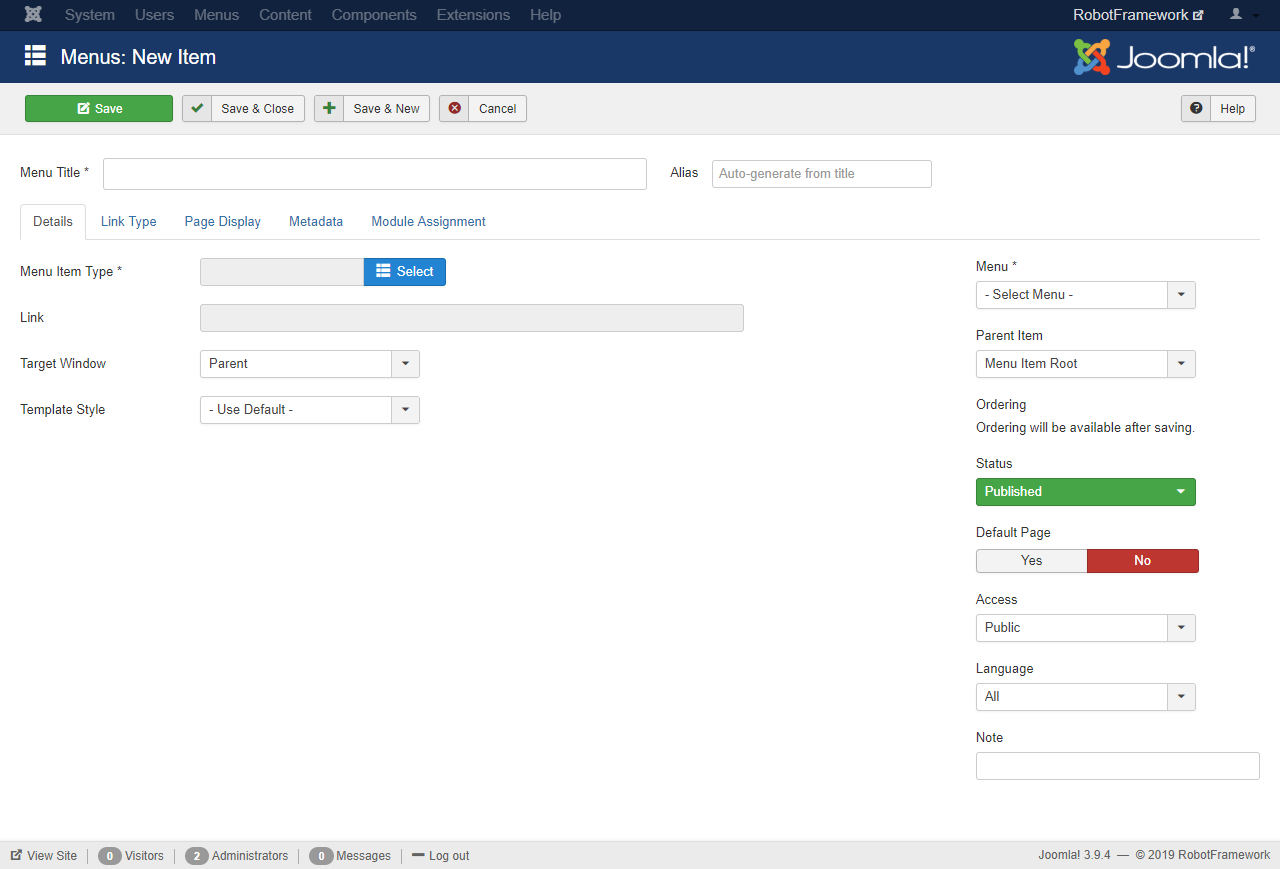 System Users Menus Content Components Extensions Help RobotFramework
Menus: New Item Joomla!®
Save Save & Close Save & New Cancel Help
Menu Title * Alias Auto-generate from title
Details Link Type Page Display Metadata Module Assignment
Menu Item Type * Select
Link
Target Window Parent
Template Style - Use Default -
Menu *
- Select Menu -
Parent Item
Menu Item Root
Ordering
Ordering will be available after saving.
Status
Published
Default Page
Yes No
Access
Public
Language
All
Note
View Site 0 Visitors 2 Administrators 0 Messages Log out Joomla! 3.9.4 — © 2019 RobotFramework